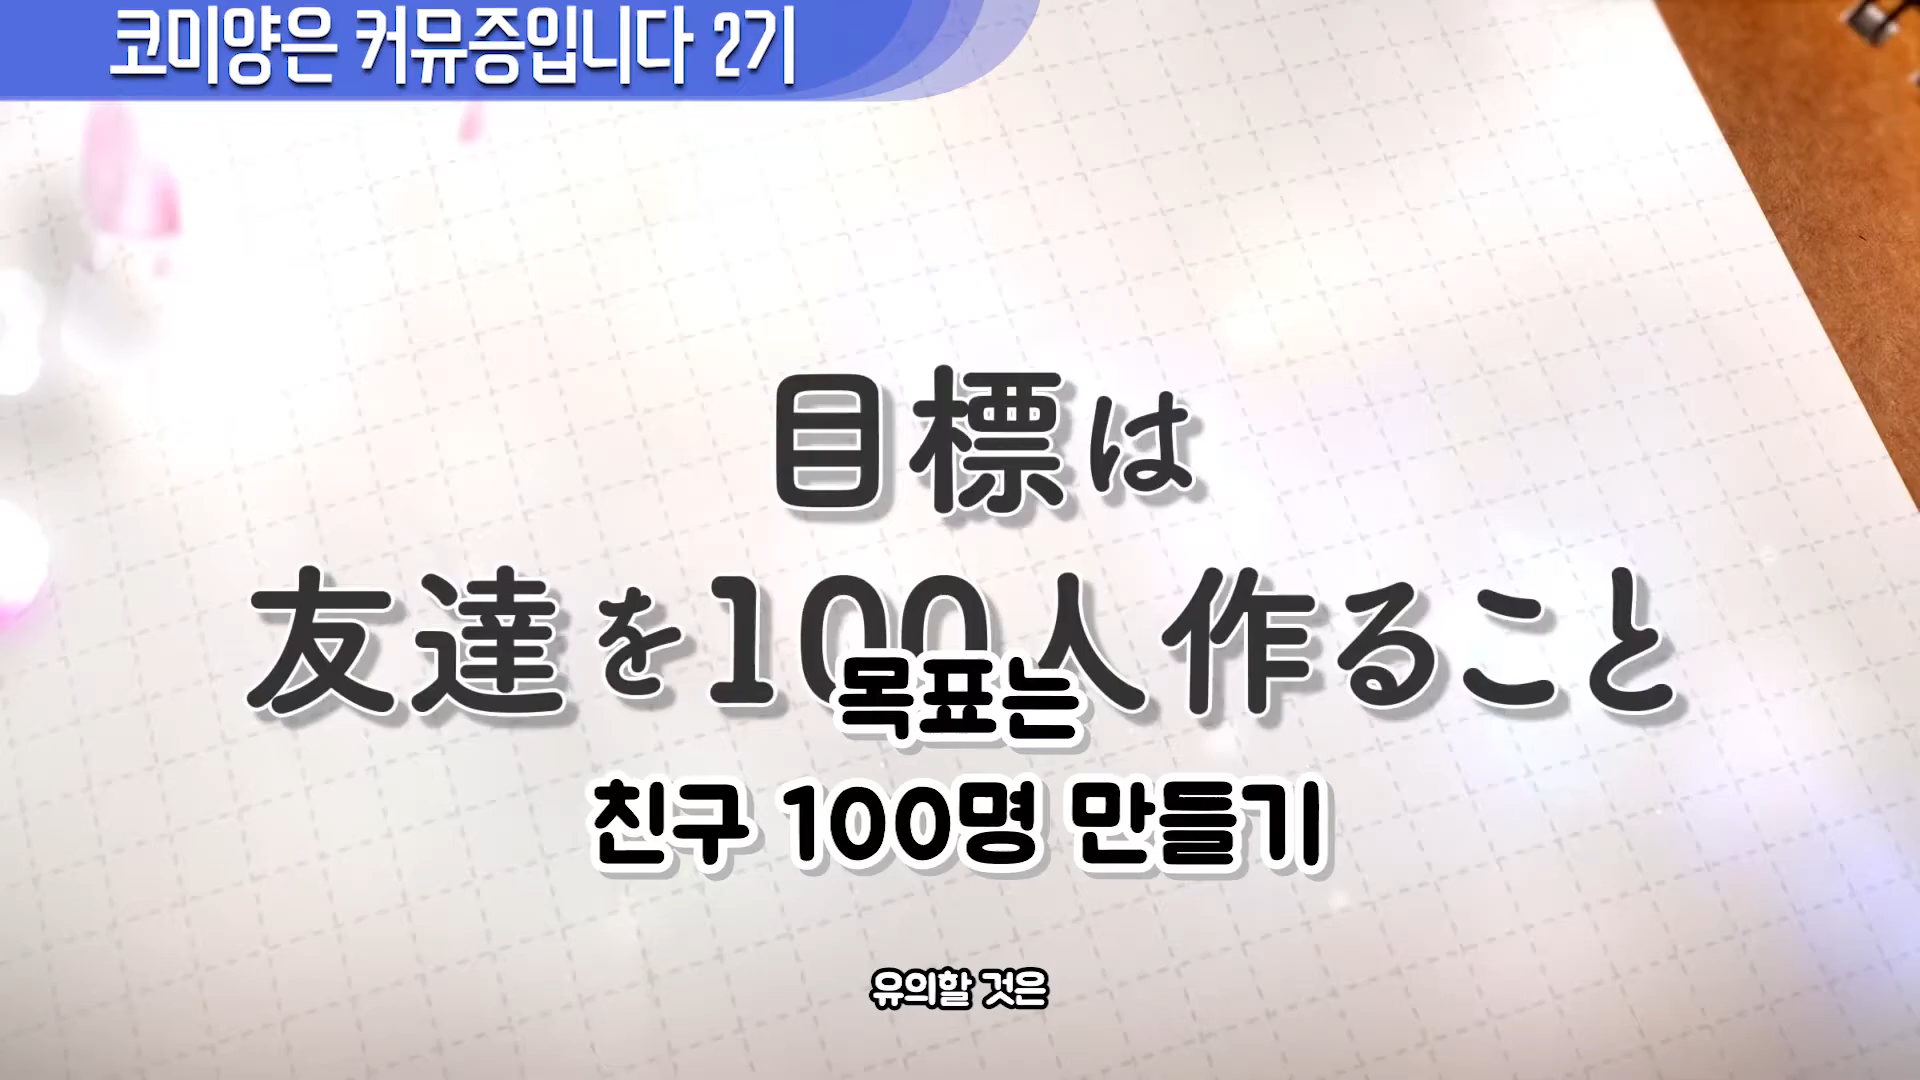 코미양은 커뮤증입니다 2기
目標は
友達を100人作ること
목표는
친구 100명 만들기
유의할 것은